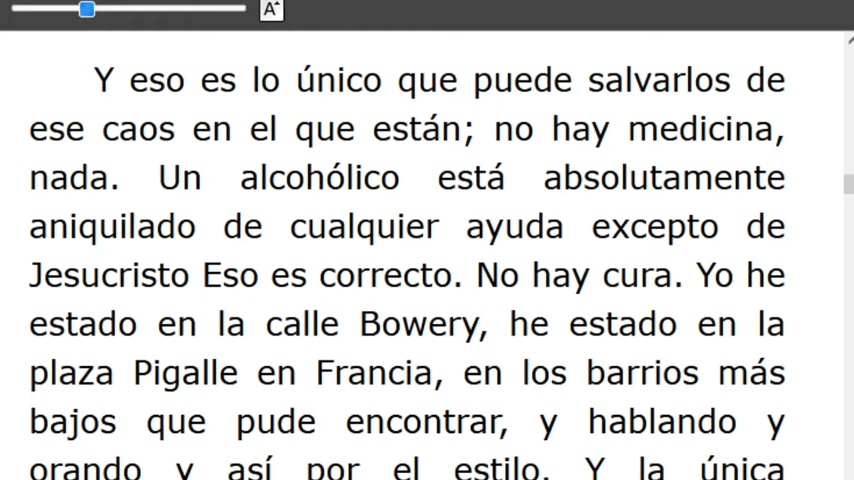 A
Y eso es lo único que puede salvarlos de
ese caos en el que están; no hay medicina,
nada. Un alcohólico está absolutamente
aniquilado de cualquier ayuda excepto de
Jesucristo Eso es correcto. No hay cura. Yo he
estado en la calle Bowery, he estado en la
plaza Pigalle en Francia, en los barrios más
bajos que pude encontrar, y hablando y
orando y así por el estilo. Y la única